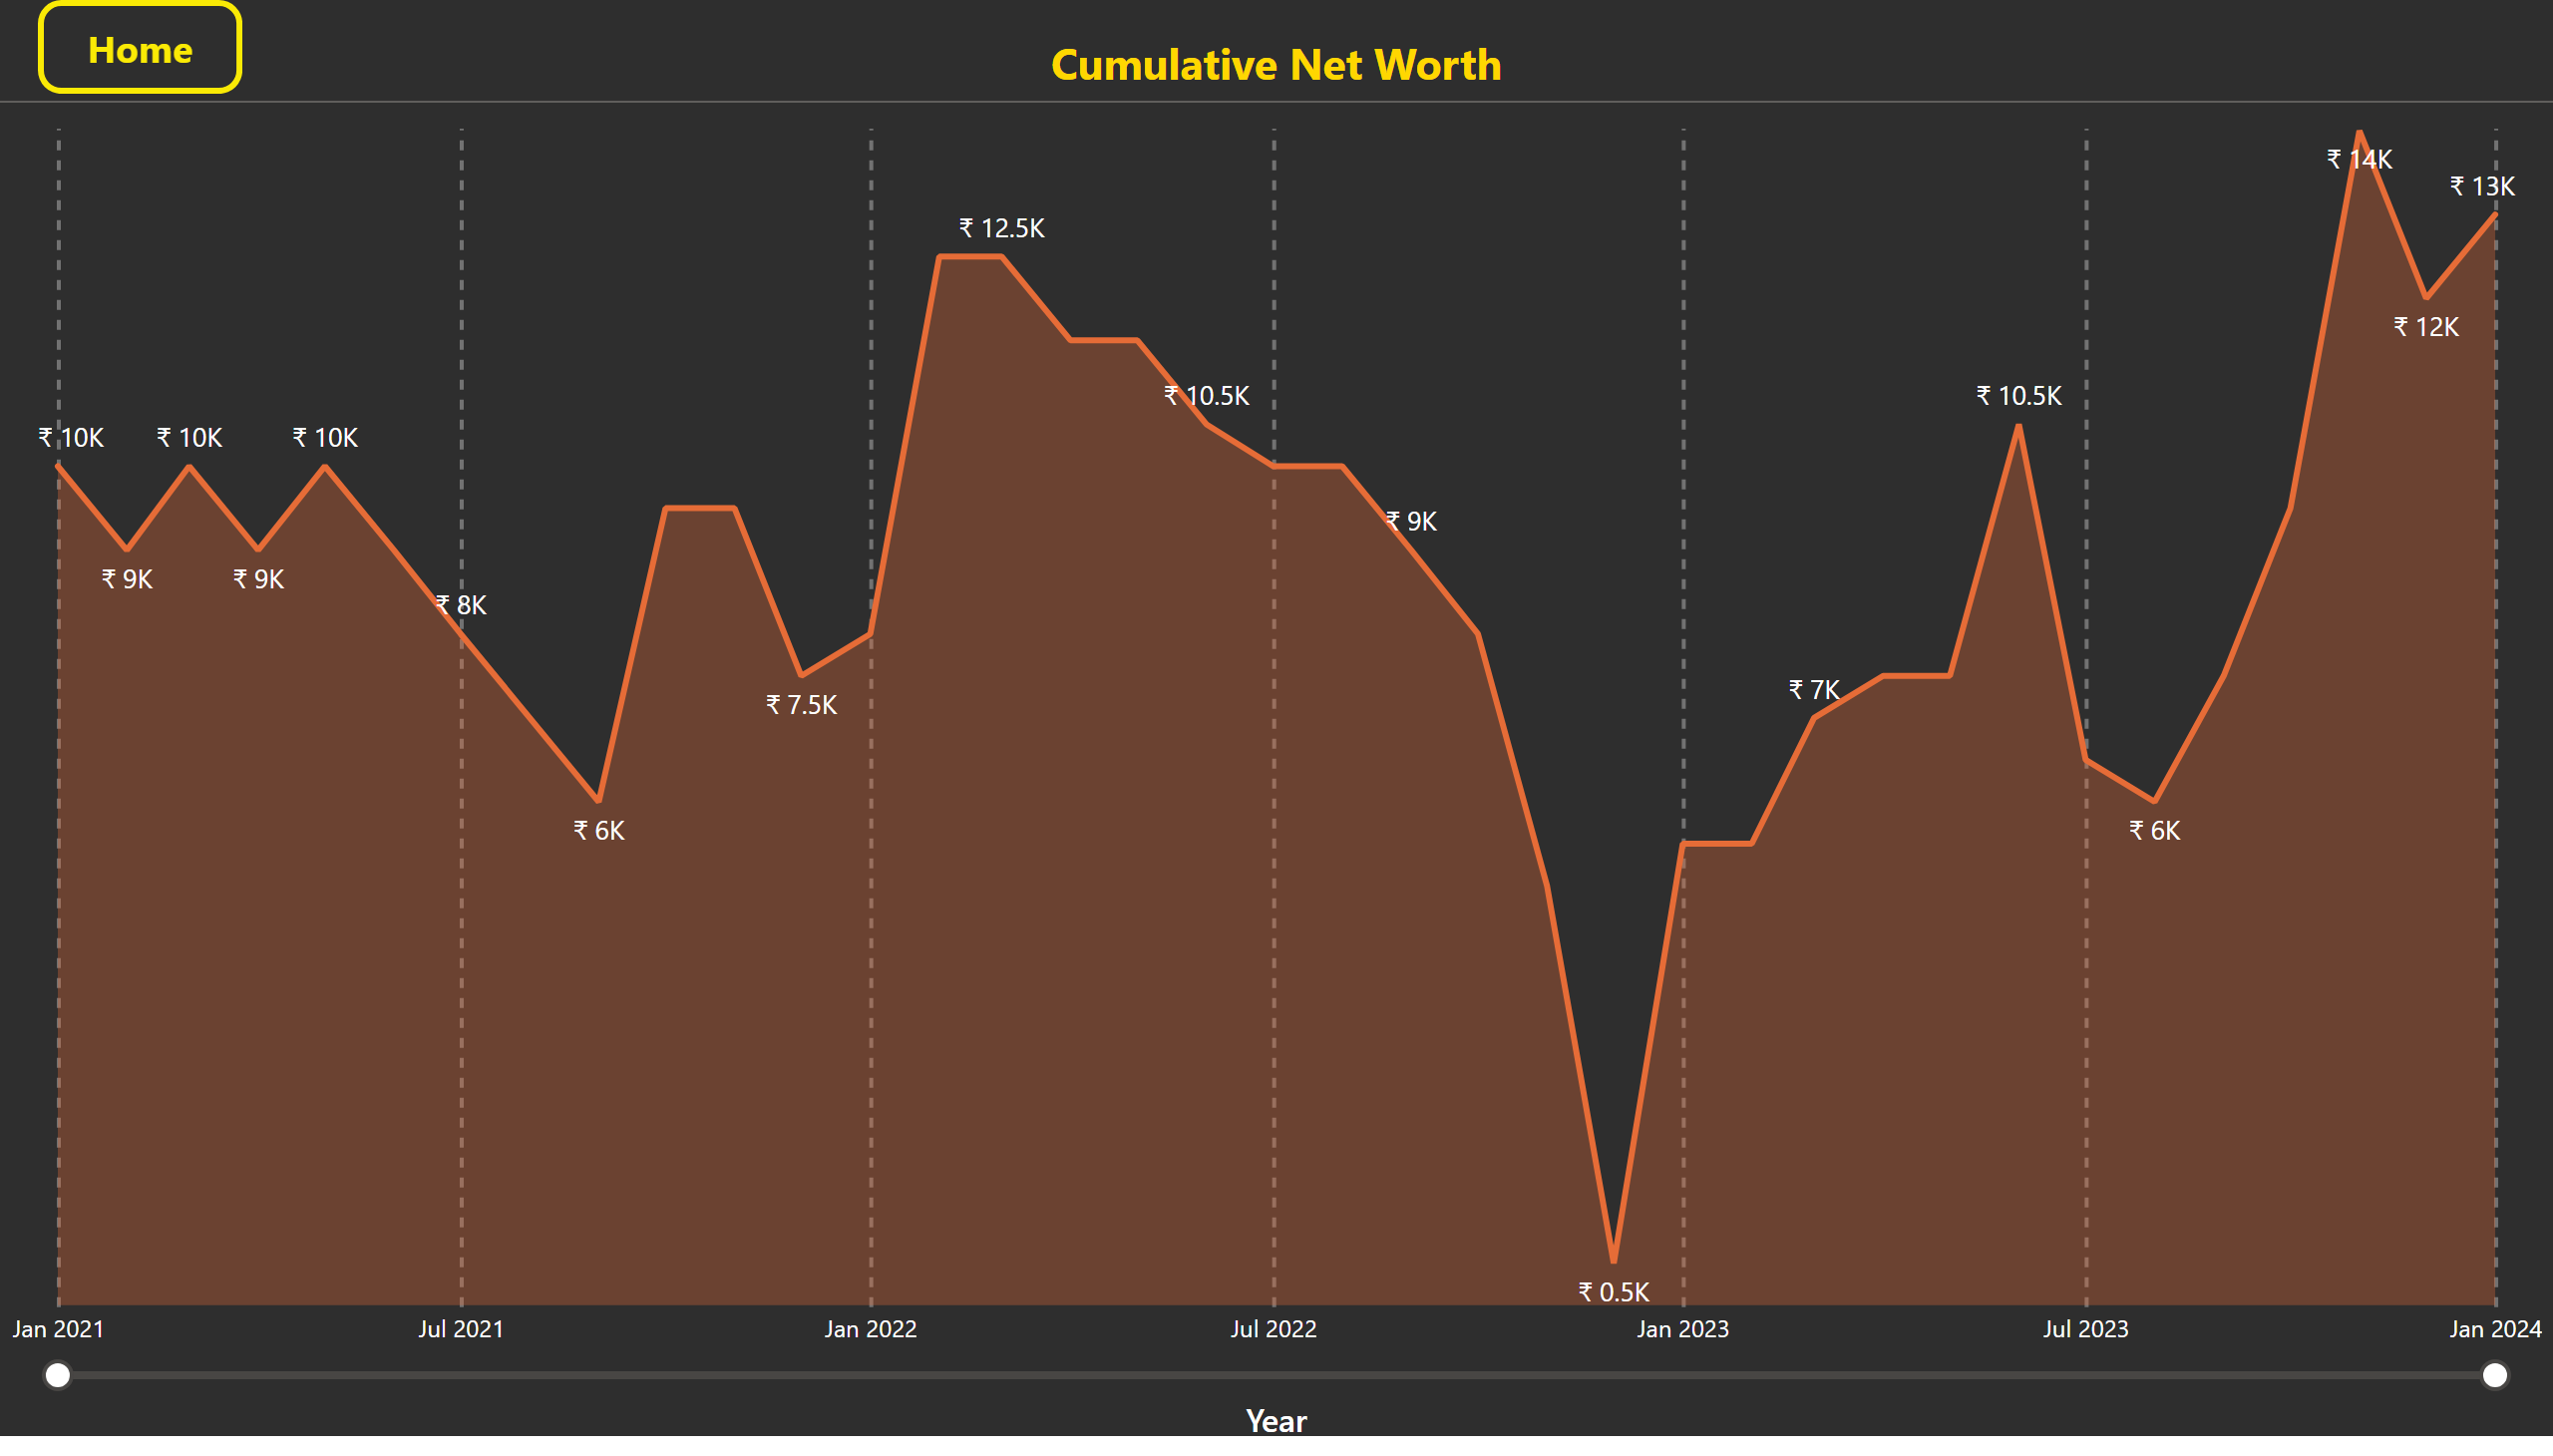 Home
Cumulative Net Worth
₹ 14K
₹ 13K
₹ 12.5K
₹ 12K
₹ 10.5K
₹ 10.5K
₹ 10K
₹ 10K
₹ 10K
₹ 9K
₹ 9K
₹ 9K
₹ 8K
₹ 7K
₹ 7.5K
₹ 6K
₹ 6K
₹ 0.5K
Jan 2021
Jul 2021
Jan 2022
Jul 2022
Jan 2023
Jul 2023
Jan 2024
Year